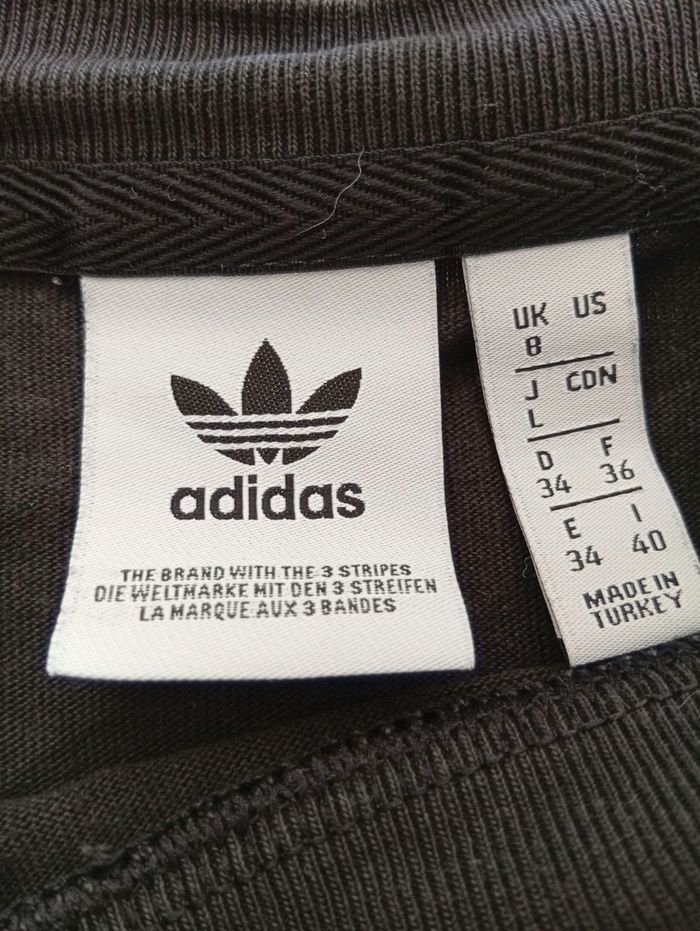 adidas
THE BRAND WITH THE 3 STRIPES
DIE WELTMARKE MIT DEN 3 STREIFEN
LA MARQUE AUX 3 BANDES
UK US
8
J CDN
L
D F
34 36
E I
34 40
MADE IN
TURKEY